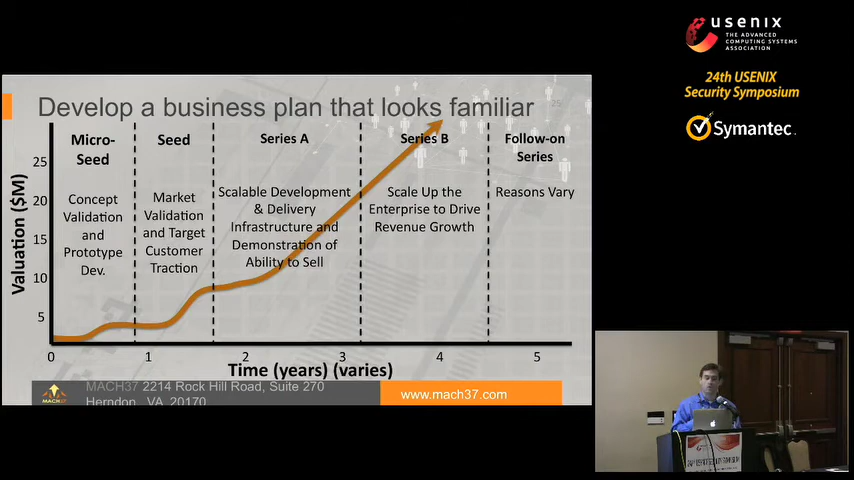 usenix
THE ADVANCED
COMPUTING SYSTEMS
ASSOCIATION
24th USENIX
Security Symposium
Symantec.
Develop a business plan that looks familiar
Micro-
Seed
Seed
Series A
Series B
Follow-on
Series
Concept
Validation
and
Prototype
Dev.
Market
Validation
and Target
Customer
Traction
Scalable Development
& Delivery
Infrastructure and
Demonstration of
Ability to Sell
Scale Up the
Enterprise to Drive
Revenue Growth
Reasons Vary
Valuation ($M)
25
20
15
10
5
0 1 2 3 4 5
Time (years) (varies)
MACH37
MACH37 2214 Rock Hill Road, Suite 270
Herndon, VA, 20170
www.mach37.com